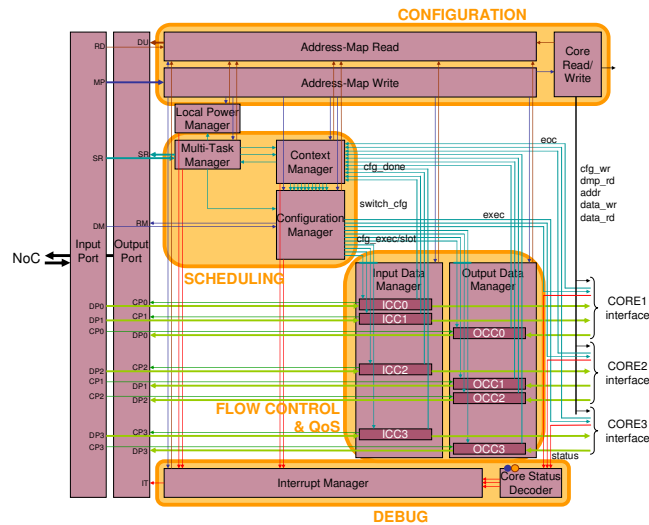 CONFIGURATION
DU
RD
Address-Map Read
Core
Read/
Write
MP
Address-Map Write
Local Power
Manager
SR
SR
Multi-Task
Manager
Context
Manager
eoc
cfg_done
cfg_wr
dmp_rd
addr
data_wr
data_rd
switch_cfg
exec
DM
RM
Configuration
Manager
cfg_exec/slot
NoC
Input
Port
Output
Port
SCHEDULING
Input Data
Manager
Output Data
Manager
DP0
CP0
ICC0
DP1
CP1
ICC1
CP0
DP0
OCC0
CORE1
interface
DP2
CP2
ICC2
CP1
DP1
OCC1
CP2
DP2
OCC2
CORE2
interface
FLOW CONTROL
& QoS
DP3
CP3
ICC3
CP3
DP3
OCC3
CORE3
interface
status
IT
Interrupt Manager
Core Status
Decoder
DEBUG